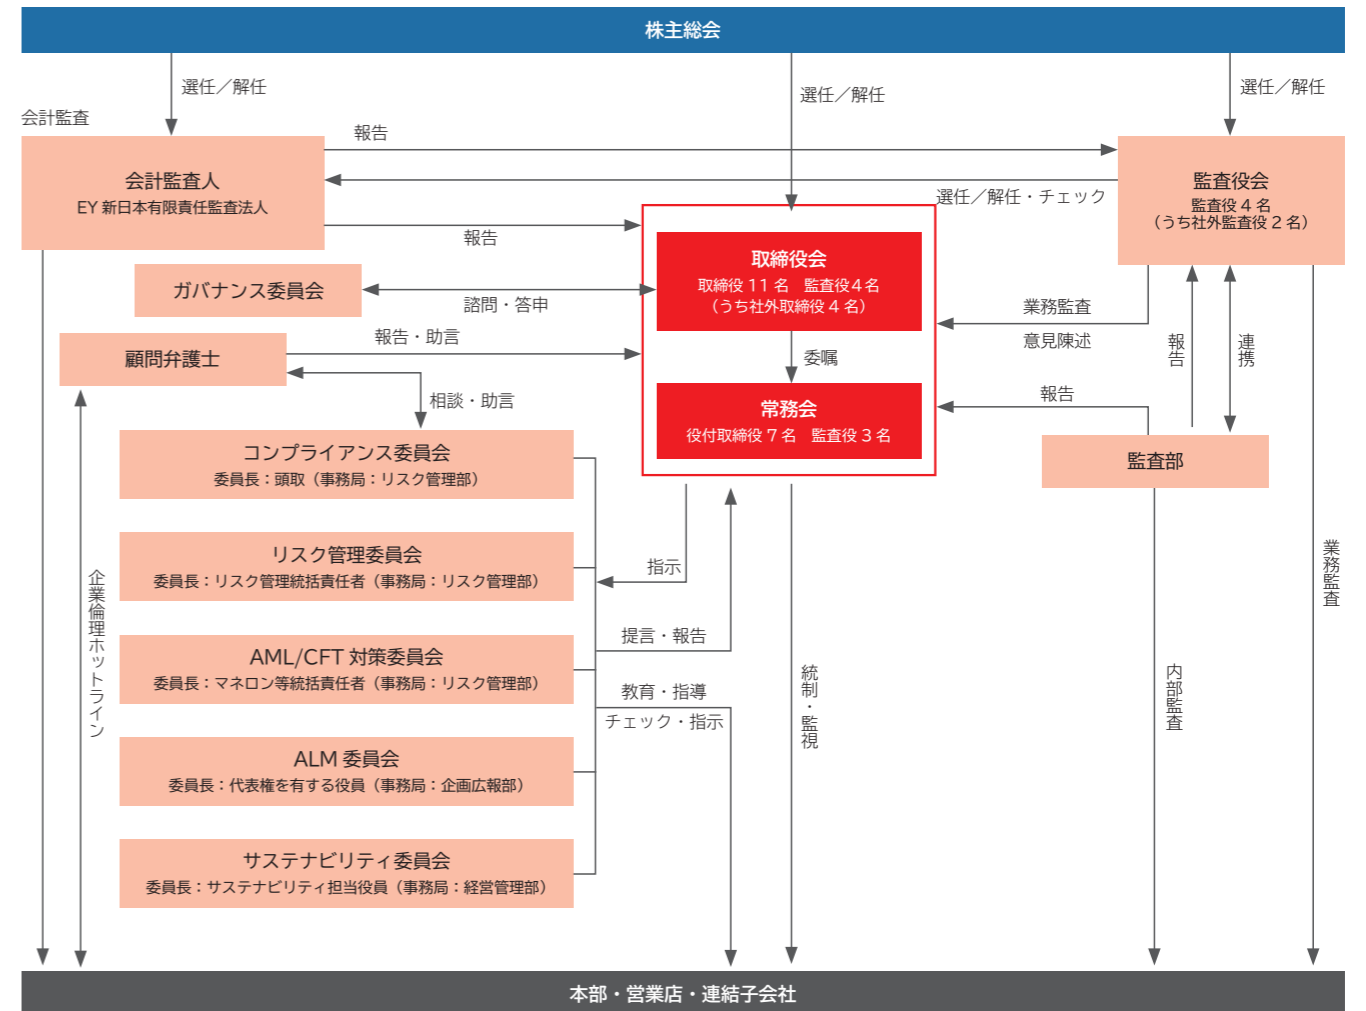 株主総会
選任／解任
選任／解任
選任／解任
会計監査
報告
会計監査人
EY 新日本有限責任監査法人
監査役会
監査役 4 名
（うち社外監査役 2 名）
選任／解任・チェック
報告
取締役会
取締役 11 名　監査役4 名
（うち社外取締役 4 名）
ガバナンス委員会
諮問・答申
業務監査
意見陳述
報告
連携
報告・助言
顧問弁護士
委嘱
相談・助言
常務会
役付取締役 7 名　監査役 3 名
報告
監査部
コンプライアンス委員会
委員長：頭取（事務局：リスク管理部）
リスク管理委員会
委員長：リスク管理統括責任者（事務局：リスク管理部）
指示
企業倫理ホットライン
業務監査
提言・報告
AML/CFT 対策委員会
委員長：マネロン等統括責任者（事務局：リスク管理部）
教育・指導
チェック・指示
統制・監視
内部監査
ALM 委員会
委員長：代表権を有する役員（事務局：企画広報部）
サステナビリティ委員会
委員長：サステナビリティ担当役員（事務局：経営管理部）
本部・営業店・連結子会社